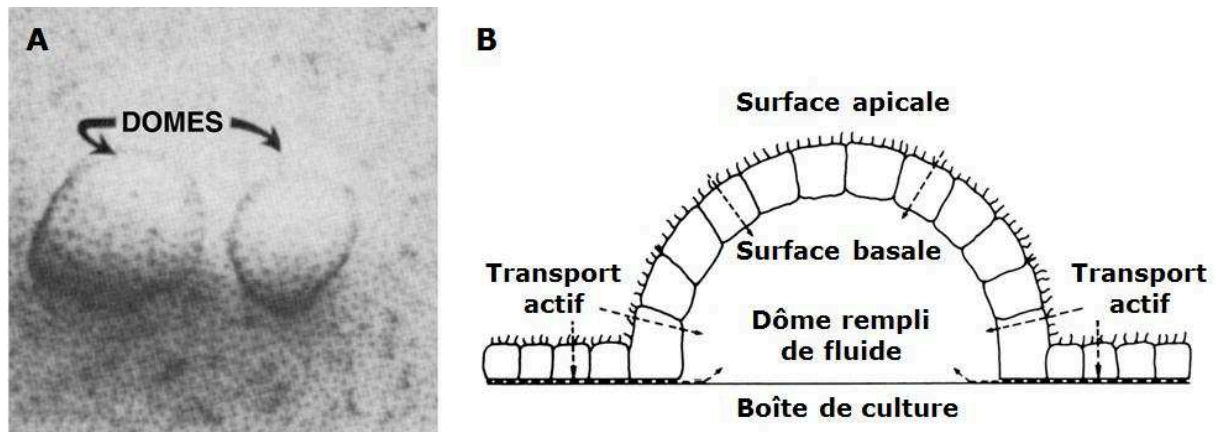 A
DOMES
B
Surface apicale
Surface basale
Transport
actif
Transport
actif
Dôme rempli
de fluide
Boîte de culture